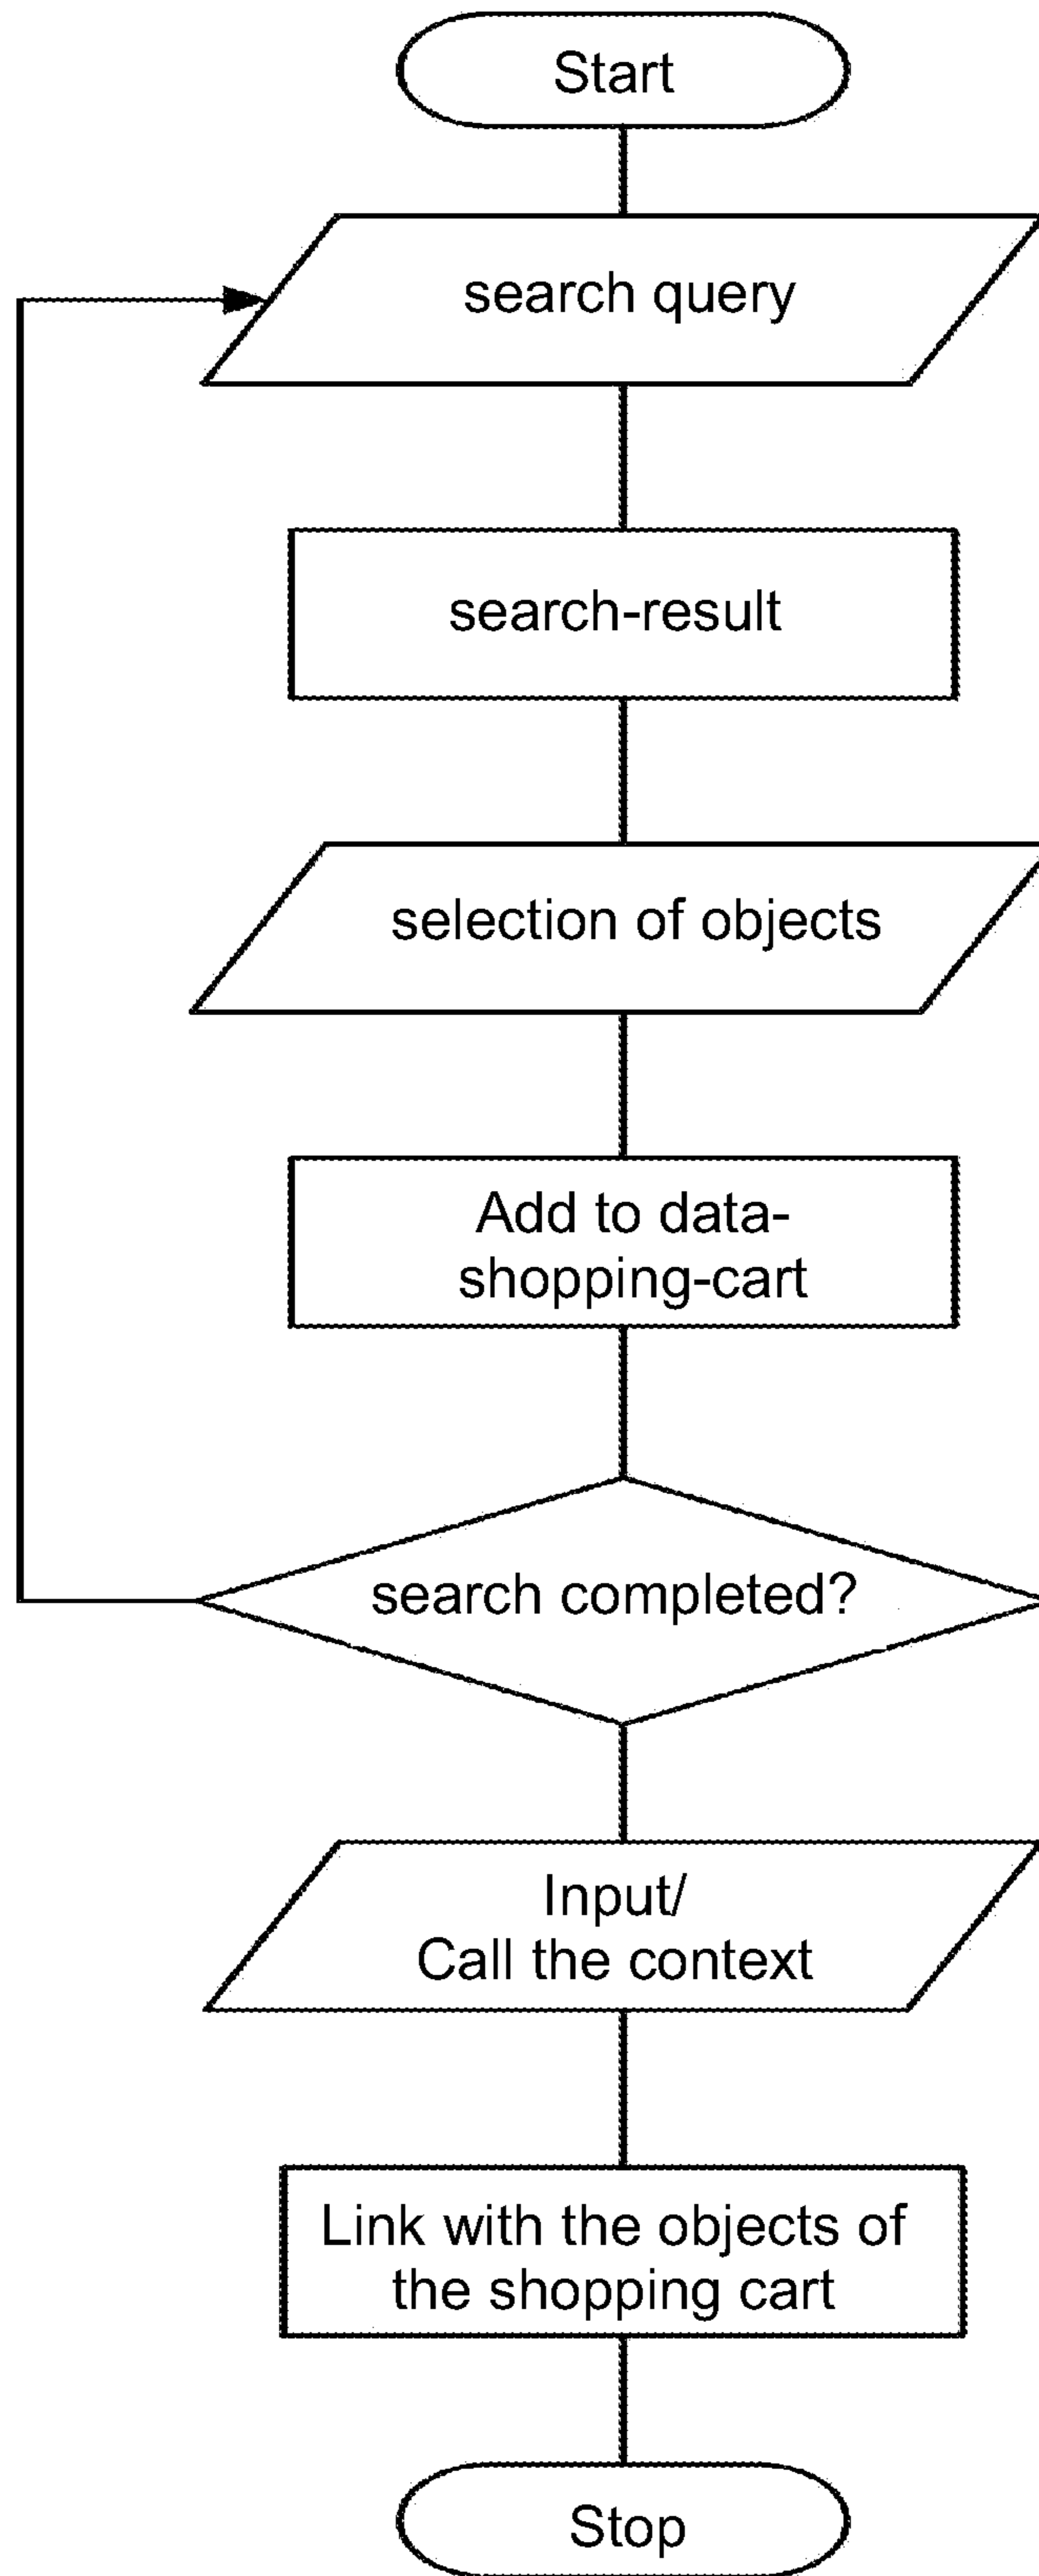 Start
search query
search-result
selection of objects
Add to data-
shopping-cart
search completed?
Input/
Call the context
Link with the objects of
the shopping cart
Stop